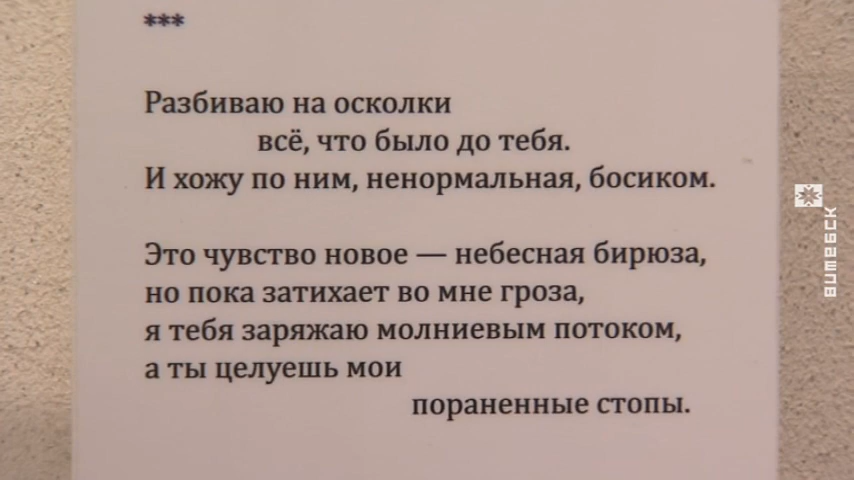 ***
Разбиваю на осколки
всё, что было до тебя.
И хожу по ним, ненормальная, босиком.
Это чувство новое — небесная бирюза,
но пока затихает во мне гроза,
я тебя заряжаю молниевым потоком,
а ты целуешь мои
пораненные стопы.
витебск